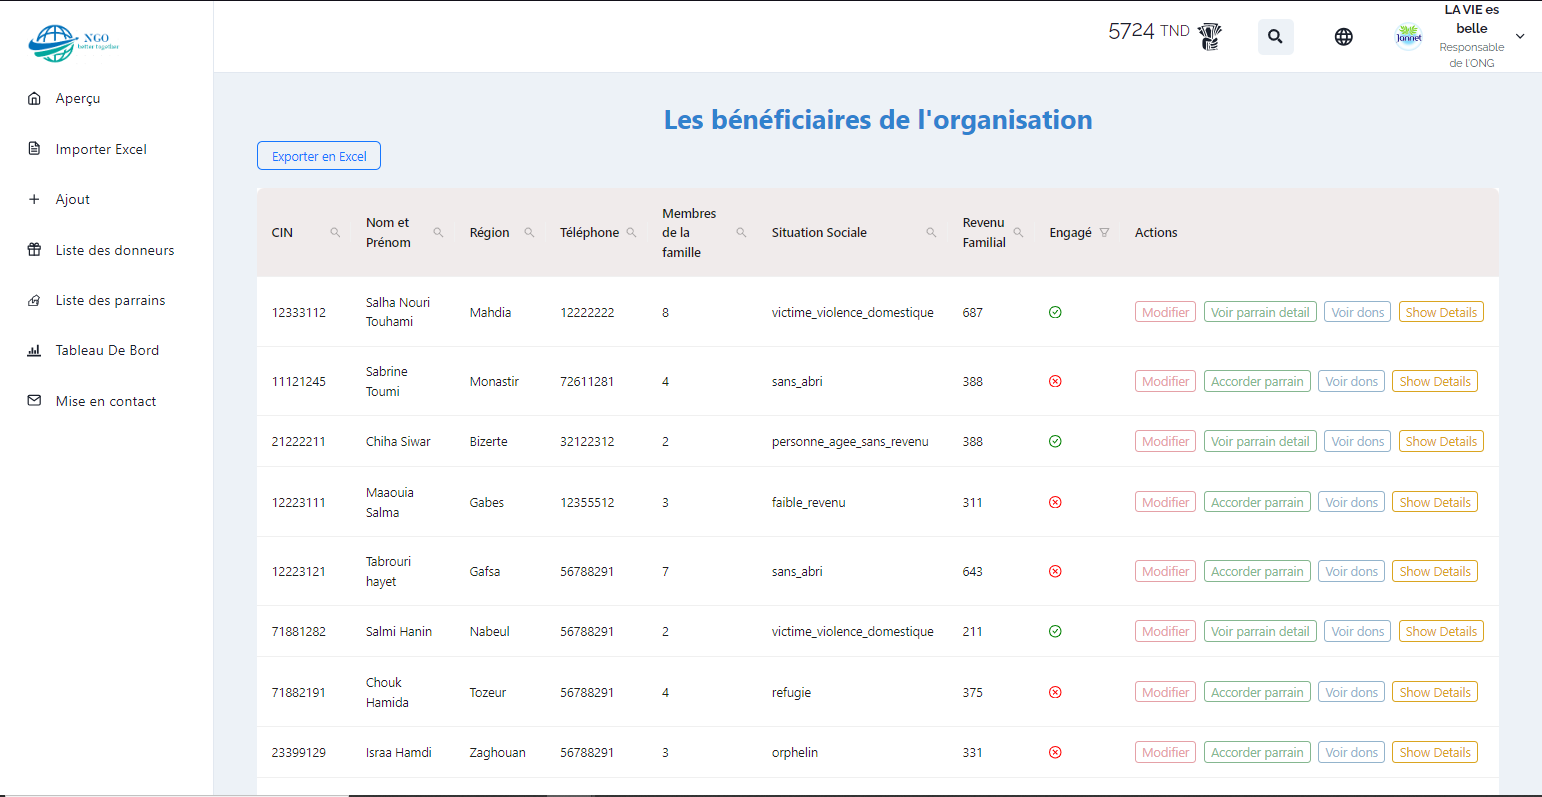 NGO
better together
5724 TND
Jannet
LA VIE es
belle
Responsable
de l'ONG
Aperçu
Importer Excel
Ajout
Liste des donneurs
Liste des parrains
Tableau De Bord
Mise en contact
Les bénéficiaires de l'organisation
Exporter en Excel
CIN
Nom et
Prénom
Région
Téléphone
Membres
de la
famille
Situation Sociale
Revenu
Familial
Engagé
Actions
12333112
Salha Nouri
Touhami
Mahdia
12222222
8
victime_violence_domestique
687
Modifier
Voir parrain detail
Voir dons
Show Details
11121245
Sabrine
Toumi
Monastir
72611281
4
sans_abri
388
Modifier
Accorder parrain
Voir dons
Show Details
21222211
Chiha Siwar
Bizerte
32122312
2
personne_agee_sans_revenu
388
Modifier
Voir parrain detail
Voir dons
Show Details
12223111
Maaouia
Salma
Gabes
12355512
3
faible_revenu
311
Modifier
Accorder parrain
Voir dons
Show Details
12223121
Tabrouri
hayet
Gafsa
56788291
7
sans_abri
643
Modifier
Accorder parrain
Voir dons
Show Details
71881282
Salmi Hanin
Nabeul
56788291
2
victime_violence_domestique
211
Modifier
Voir parrain detail
Voir dons
Show Details
71882191
Chouk
Hamida
Tozeur
56788291
4
refugie
375
Modifier
Accorder parrain
Voir dons
Show Details
23399129
Israa Hamdi
Zaghouan
56788291
3
orphelin
331
Modifier
Accorder parrain
Voir dons
Show Details